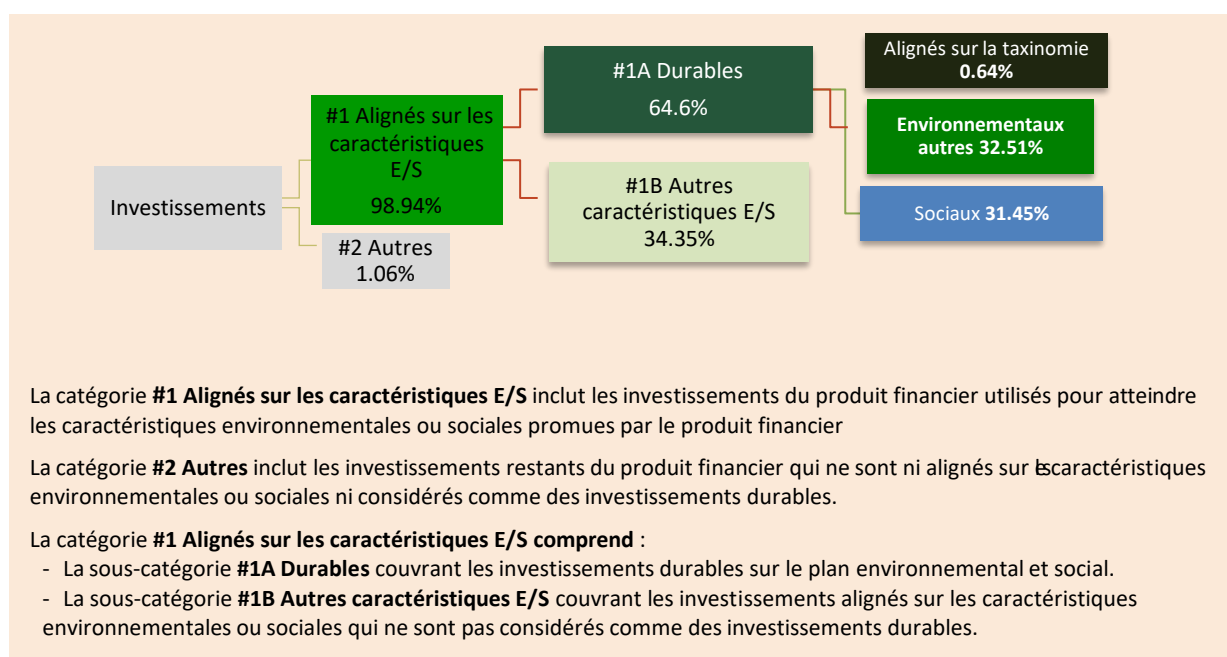 Investissements
#1 Alignés sur les
caractéristiques
E/S
98.94%
#2 Autres
1.06%
#1A Durables
64.6%
#1B Autres
caractéristiques E/S
34.35%
Alignés sur la taxinomie
0.64%
Environnementaux
autres 32.51%
Sociaux 31.45%
La catégorie #1 Alignés sur les caractéristiques E/S inclut les investissements du produit financier utilisés pour atteindre
les caractéristiques environnementales ou sociales promues par le produit financier
La catégorie #2 Autres inclut les investissements restants du produit financier qui ne sont ni alignés sur les caractéristiques
environnementales ou sociales ni considérés comme des investissements durables.
La catégorie #1 Alignés sur les caractéristiques E/S comprend :
- La sous-catégorie #1A Durables couvrant les investissements durables sur le plan environnemental et social.
- La sous-catégorie #1B Autres caractéristiques E/S couvrant les investissements alignés sur les caractéristiques
environnementales ou sociales qui ne sont pas considérés comme des investissements durables.